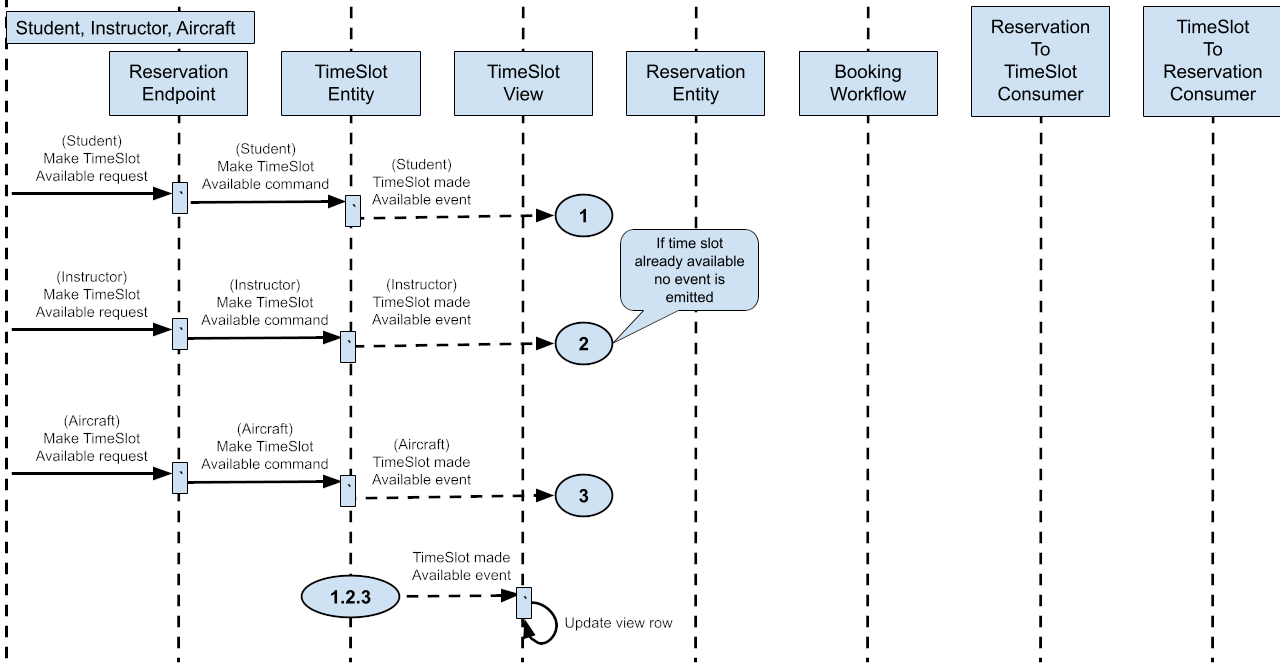 Student, Instructor, Aircraft
Reservation
Endpoint
TimeSlot
Entity
TimeSlot
View
Reservation
Entity
Booking
Workflow
Reservation
To
TimeSlot
Consumer
TimeSlot
To
Reservation
Consumer
(Student)
Make TimeSlot
Available request
(Student)
Make TimeSlot
Available command
(Student)
TimeSlot made
Available event
1
If time slot
already available
no event is
emitted
(Instructor)
Make TimeSlot
Available request
(Instructor)
Make TimeSlot
Available command
(Instructor)
TimeSlot made
Available event
2
(Aircraft)
Make TimeSlot
Available request
(Aircraft)
Make TimeSlot
Available command
(Aircraft)
TimeSlot made
Available event
3
1.2.3
TimeSlot made
Available event
Update view row